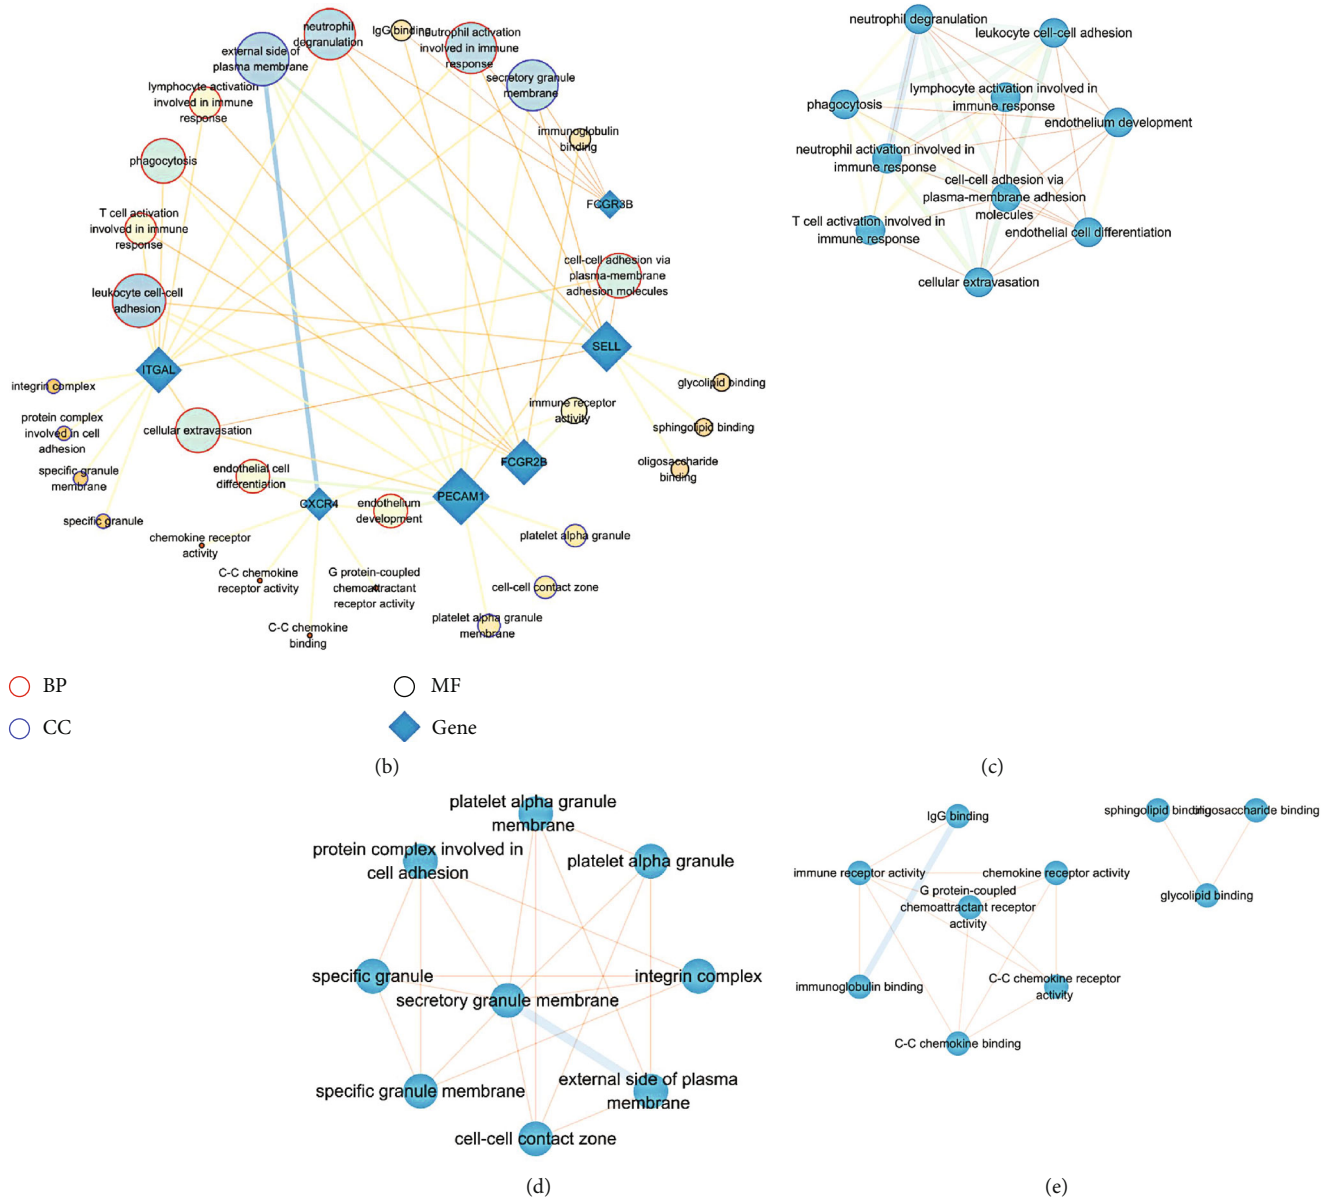 neutrophil
degranulation
IgG binding
neutrophil activation
involved in immune
response
external side of
plasma membrane
secretory granule
membrane
lymphocyte activation
involved in immune
response
immunoglobulin
binding
phagocytosis
FCGR3B
T cell activation
involved in immune
response
cell-cell adhesion via
plasma-membrane
adhesion molecules
leukocyte cell-cell
adhesion
SELL
ITGAL
integrin complex
glycolipid binding
immune receptor
activity
protein complex
involved in cell
adhesion
cellular extravasation
sphingolipid binding
specific granule
membrane
endothelial cell
differentiation
FCGR2B
oligosaccharide
binding
PECAM1
CXCR4
endothelium
development
specific granule
chemokine receptor
activity
platelet alpha granule
C-C chemokine
receptor activity
G protein-coupled
chemoattractant
receptor activity
cell-cell contact zone
C-C chemokine
binding
platelet alpha granule
membrane
BP
MF
CC
Gene
(b)
neutrophil degranulation
leukocyte cell-cell adhesion
lymphocyte activation involved in
immune response
phagocytosis
endothelium development
neutrophil activation involved in
immune response
cell-cell adhesion via
plasma-membrane adhesion
molecules
T cell activation involved in
immune response
endothelial cell differentiation
cellular extravasation
(c)
platelet alpha granule
membrane
protein complex involved in
cell adhesion
platelet alpha granule
specific granule
integrin complex
secretory granule membrane
specific granule membrane
external side of plasma
membrane
cell-cell contact zone
(d)
IgG binding
immune receptor activity
chemokine receptor activity
G protein-coupled
chemoattractant receptor
activity
immunoglobulin binding
C-C chemokine receptor
activity
C-C chemokine binding
sphingolipid binding
oligosaccharide binding
glycolipid binding
(e)